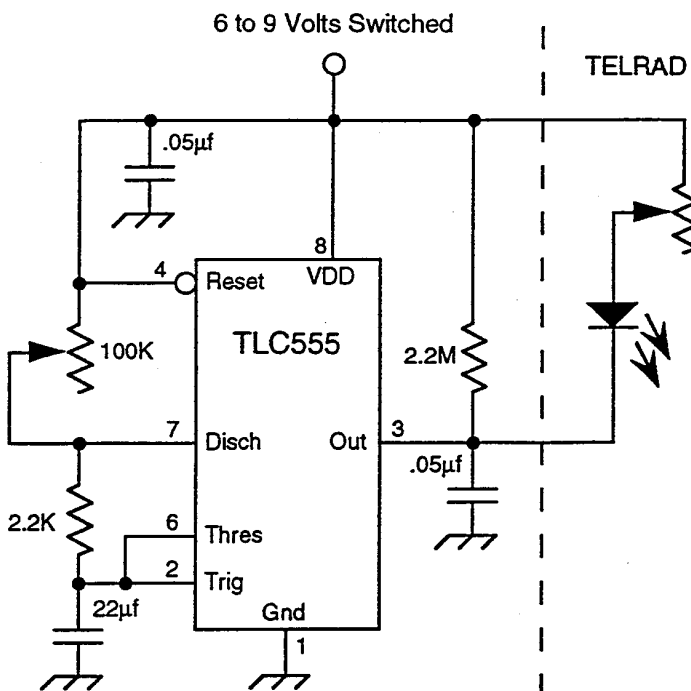 6 to 9 Volts Switched
TELRAD
.05µf
8
VDD
4
Reset
100K
TLC555
2.2M
7
Disch
Out
3
.05µf
2.2K
6
Thres
2
Trig
22µf
Gnd
1